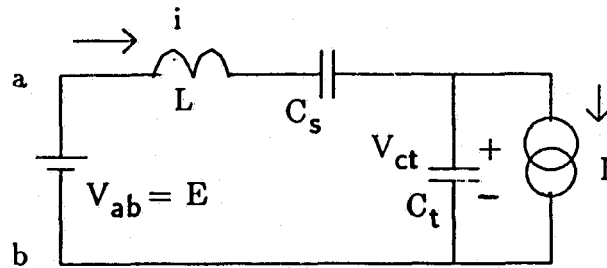 i
a
L
C_s
V_ct
+
-
C_t
I
V_ab = E
b